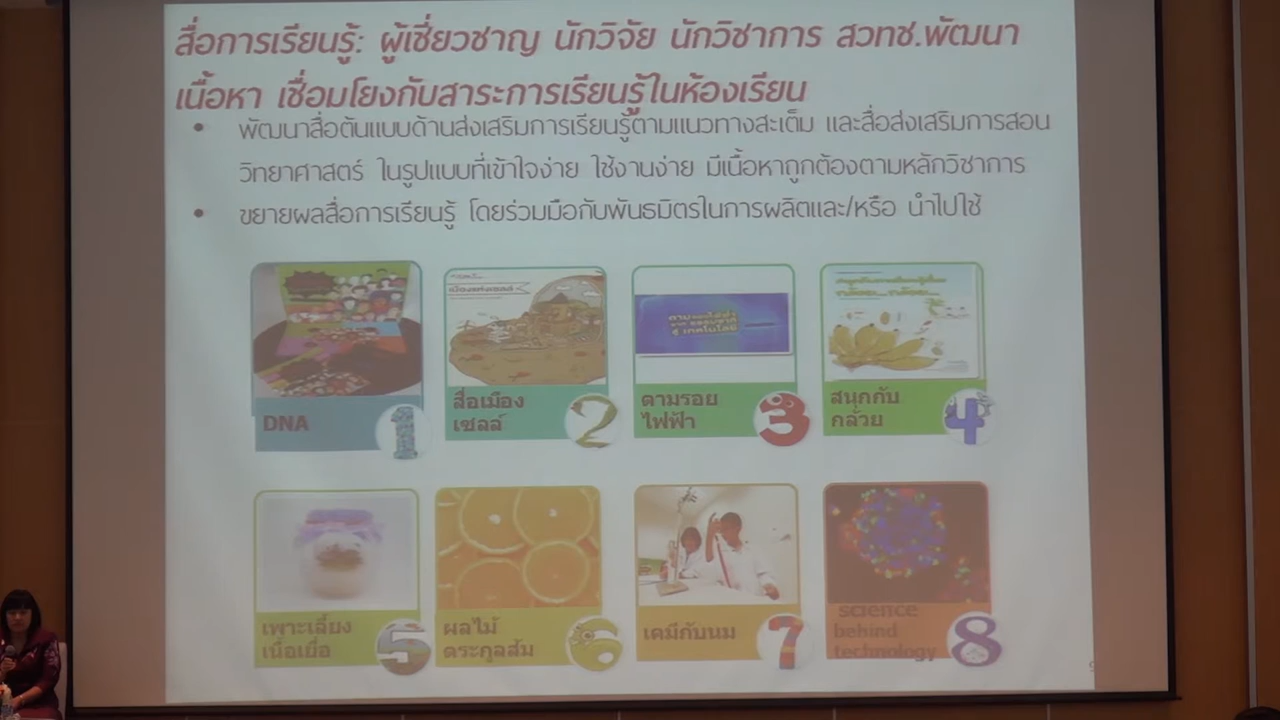 สื่อการเรียนรู้: ผู้เชี่ยวชาญ นักวิจัย นักวิชาการ สวทช.พัฒนา
เนื้อหา เชื่อมโยงกับสาระการเรียนรู้ในห้องเรียน
• พัฒนาสื่อต้นแบบด้านส่งเสริมการเรียนรู้ตามแนวทางสะเต็ม และสื่อส่งเสริมการสอน
วิทยาศาสตร์ ในรูปแบบที่เข้าใจง่าย ใช้งานง่าย มีเนื้อหาถูกต้องตามหลักวิชาการ
• ขยายผลสื่อการเรียนรู้ โดยร่วมมือกับพันธมิตรในการผลิตและ/หรือ นำไปใช้
เมืองแห่งเซลล์
DNA
1
สื่อเมือง
เซลล์
2
ตามรอย
ไฟฟ้า
3
สนุกกับ
กล้วย
4
เพาะเลี้ยง
เนื้อเยื่อ
5
ผลไม้
ตระกูลส้ม
6
เคมีกับนม
7
science
behind
technology
8